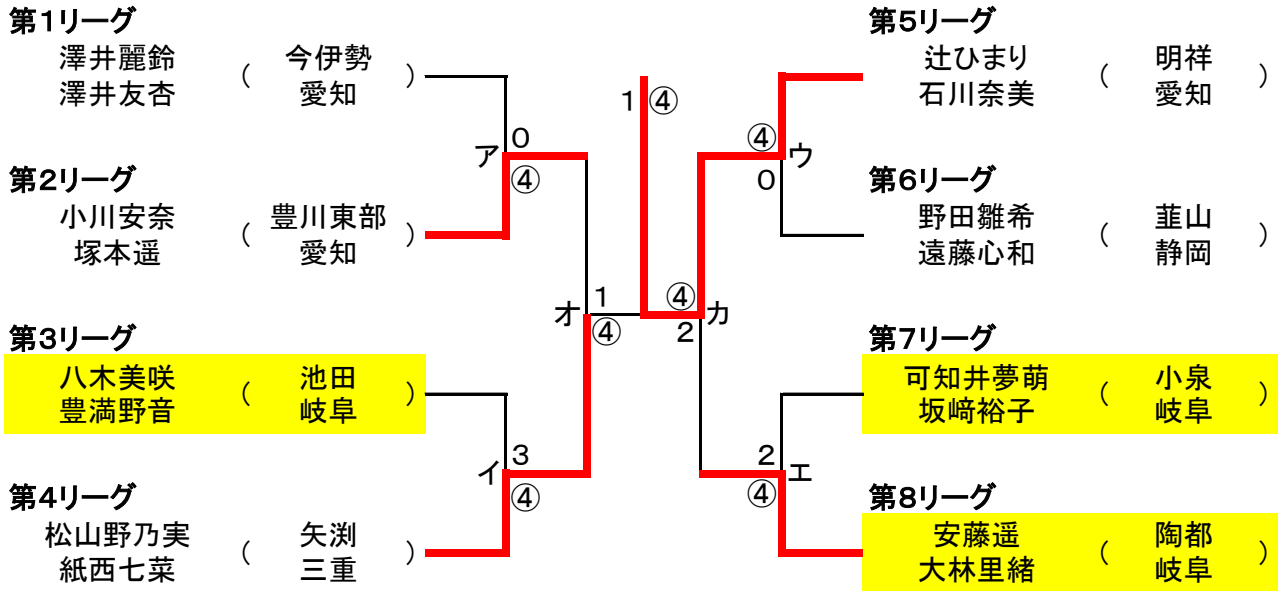 第1リーグ
澤井麗鈴 ( 今伊勢 )
澤井友杏 愛知
第2リーグ
小川安奈 ( 豊川東部 )
塚本遥 愛知
第3リーグ
八木美咲 ( 池田 )
豊満野音 岐阜
第4リーグ
松山野乃実 ( 矢渕 )
紙西七菜 三重
ア
0
④
イ
3
④
オ
1
④
1 ④
④
カ
2
④
ウ
0
2
エ
④
第5リーグ
辻ひまり ( 明祥 )
石川奈美 愛知
第6リーグ
野田雛希 ( 韮山 )
遠藤心和 静岡
第7リーグ
可知井夢萌 ( 小泉 )
坂﨑裕子 岐阜
第8リーグ
安藤遥 ( 陶都 )
大林里緒 岐阜